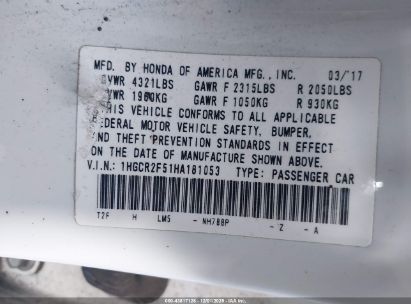 MFD. BY HONDA OF AMERICA MFG., INC. 03/'17
GVWR 4321LBS GAWR F 2315LBS R 2050LBS
GVWR 1960KG GAWR F 1050KG R 930KG
THIS VEHICLE CONFORMS TO ALL APPLICABLE
FEDERAL MOTOR VEHICLE SAFETY, BUMPER,
AND THEFT PREVENTION STANDARDS IN EFFECT
ON THE DATE OF MANUFACTURE SHOWN ABOVE.
V.I.N.: 1HGCR2F51HA181053 TYPE: PASSENGER CAR
H LM5 - NH788P - Z - A